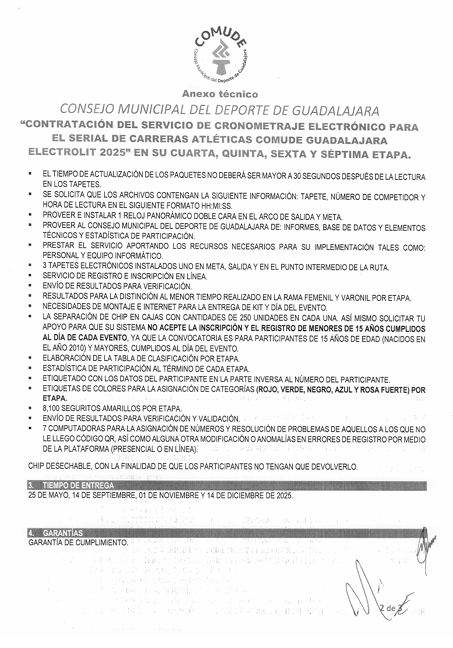 COMUDE
Consejo Municipal del Deporte de Guadalajara
Anexo técnico
CONSEJO MUNICIPAL DEL DEPORTE DE GUADALAJARA
“CONTRATACIÓN DEL SERVICIO DE CRONOMETRAJE ELECTRÓNICO PARA
EL SERIAL DE CARRERAS ATLÉTICAS COMUDE GUADALAJARA
ELECTROLIT 2025” EN SU CUARTA, QUINTA, SEXTA Y SÉPTIMA ETAPA.
▪ EL TIEMPO DE ACTUALIZACIÓN DE LOS PAQUETES NO DEBERÁ SER MAYOR A 30 SEGUNDOS DESPUÉS DE LA LECTURA
EN LOS TAPETES.
▪ SE SOLICITA QUE LOS ARCHIVOS CONTENGAN LA SIGUIENTE INFORMACIÓN: TAPETE, NÚMERO DE COMPETIDOR Y
HORA DE LECTURA EN EL SIGUIENTE FORMATO HH:MI:SS.
▪ PROVEER E INSTALAR 1 RELOJ PANORÁMICO DOBLE CARA EN EL ARCO DE SALIDA Y META.
▪ PROVEER AL CONSEJO MUNICIPAL DEL DEPORTE DE GUADALAJARA DE: INFORMES, BASE DE DATOS Y ELEMENTOS
TÉCNICOS Y ESTADÍSTICA DE PARTICIPACIÓN.
▪ PRESTAR EL SERVICIO APORTANDO LOS RECURSOS NECESARIOS PARA SU IMPLEMENTACIÓN TALES COMO:
PERSONAL Y EQUIPO INFORMÁTICO.
▪ 3 TAPETES ELECTRÓNICOS INSTALADOS UNO EN META, SALIDA Y EN EL PUNTO INTERMEDIO DE LA RUTA.
▪ SERVICIO DE REGISTRO E INSCRIPCIÓN EN LÍNEA.
▪ ENVÍO DE RESULTADOS PARA VERIFICACIÓN.
▪ RESULTADOS PARA LA DISTINCIÓN AL MENOR TIEMPO REALIZADO EN LA RAMA FEMENIL Y VARONIL POR ETAPA.
▪ NECESIDADES DE MONTAJE E INTERNET PARA LA ENTREGA DE KIT Y DÍA DEL EVENTO.
▪ LA SEPARACIÓN DE CHIP EN CAJAS CON CANTIDADES DE 250 UNIDADES EN CADA UNA. ASÍ MISMO SOLICITAR TU
APOYO PARA QUE SU SISTEMA NO ACEPTE LA INSCRIPCIÓN Y EL REGISTRO DE MENORES DE 15 AÑOS CUMPLIDOS
AL DÍA DE CADA EVENTO, YA QUE LA CONVOCATORIA ES PARA PARTICIPANTES DE 15 AÑOS DE EDAD (NACIDOS EN
EN EL AÑO 2010) Y MAYORES, CUMPLIDOS AL DÍA DEL EVENTO.
▪ ELABORACIÓN DE LA TABLA DE CLASIFICACIÓN POR ETAPA.
▪ ESTADÍSTICA DE PARTICIPACIÓN AL TÉRMINO DE CADA ETAPA.
▪ ETIQUETADO CON LOS DATOS DEL PARTICIPANTE EN LA PARTE INVERSA AL NÚMERO DEL PARTICIPANTE.
▪ ETIQUETAS DE COLORES PARA LA ASIGNACIÓN DE CATEGORÍAS (ROJO, VERDE, NEGRO, AZUL Y ROSA FUERTE) POR
ETAPA.
▪ 8,100 SEGURITOS AMARILLOS POR ETAPA.
▪ ENVÍO DE RESULTADOS PARA VERIFICACIÓN Y VALIDACIÓN.
▪ 7 COMPUTADORAS PARA LA ASIGNACIÓN DE NÚMEROS Y RESOLUCIÓN DE PROBLEMAS DE AQUELLOS A LOS QUE NO
LE LLEGO CÓDIGO QR, ASÍ COMO ALGUNA OTRA MODIFICACIÓN O ANOMALÍAS EN ERRORES DE REGISTRO POR MEDIO
DE LA PLATAFORMA (PRESENCIAL O EN LÍNEA).
CHIP DESECHABLE, CON LA FINALIDAD DE QUE LOS PARTICIPANTES NO TENGAN QUE DEVOLVERLO.
3. TIEMPO DE ENTREGA
25 DE MAYO, 14 DE SEPTIEMBRE, 01 DE NOVIEMBRE Y 14 DE DICIEMBRE DE 2025.
4. GARANTÍAS
GARANTÍA DE CUMPLIMIENTO.
2 de 3